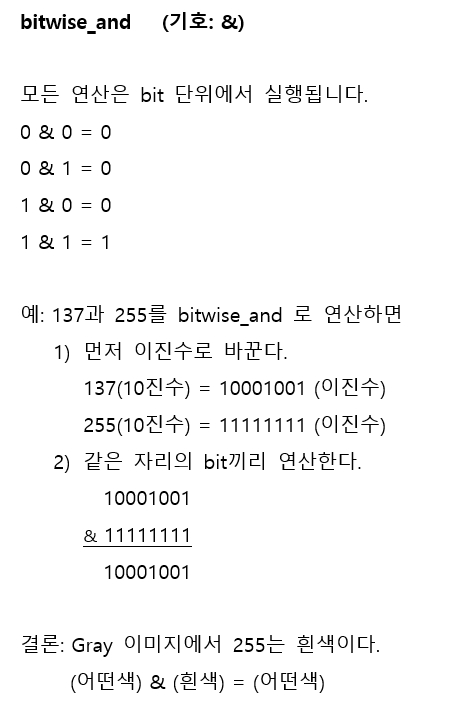 bitwise_and (기호: &)
모든 연산은 bit 단위에서 실행됩니다.
0 & 0 = 0
0 & 1 = 0
1 & 0 = 0
1 & 1 = 1
예: 137과 255를 bitwise_and 로 연산하면
1) 먼저 이진수로 바꾼다.
137(10진수) = 10001001 (이진수)
255(10진수) = 11111111 (이진수)
2) 같은 자리의 bit끼리 연산한다.
10001001
& 11111111
10001001
결론: Gray 이미지에서 255는 흰색이다.
(어떤색) & (흰색) = (어떤색)